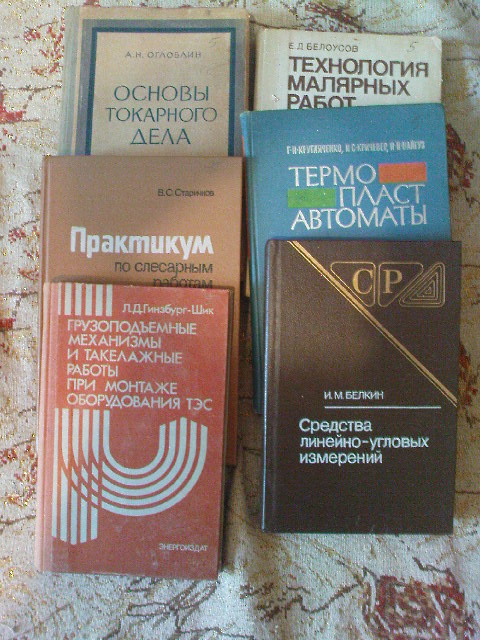 А.Н. ОГЛОБЛИН
ОСНОВЫ
ТОКАРНОГО
ДЕЛА
Е.Д. БЕЛОУСОВ
ТЕХНОЛОГИЯ
МАЛЯРНЫХ
РАБОТ
ТЕРМО
ПЛАСТ
АВТОМАТЫ
В.С. Старичков
Практикум
по слесарным
работам
Л.Д. Гинзбург-Шик
ГРУЗОПОДЪЕМНЫЕ
МЕХАНИЗМЫ
И ТАКЕЛАЖНЫЕ
РАБОТЫ
ПРИ МОНТАЖЕ
ОБОРУДОВАНИЯ ТЭС
ЭНЕРГОИЗДАТ
СР
И. М. БЕЛКИН
Средства
линейно-угловых
измерений